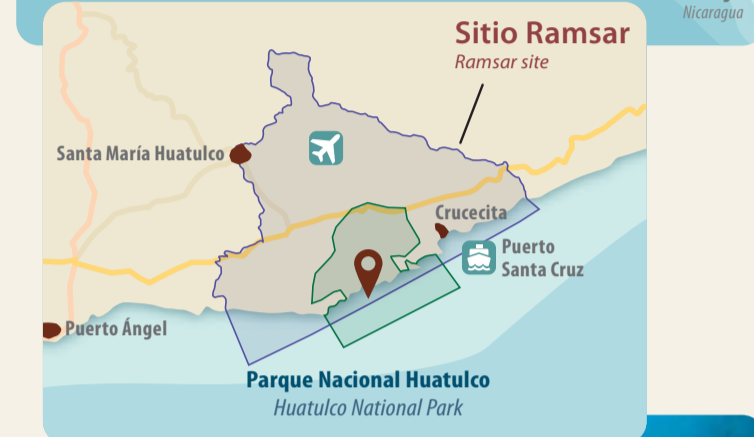 Nicaragua
Sitio Ramsar
Ramsar site
Santa María Huatulco
Crucecita
Puerto
Santa Cruz
Puerto Ángel
Parque Nacional Huatulco
Huatulco National Park